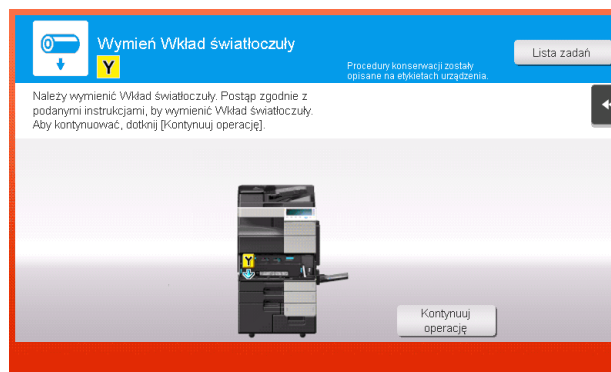 Wymień Wkład światłoczuły
Y
Procedury konserwacji zostały
opisane na etykietach urządzenia.
Lista zadań
Należy wymienić Wkład światłoczuły. Postąp zgodnie z
podanymi instrukcjami, by wymienić Wkład światłoczuły.
Aby kontynuować, dotknij [Kontynuuj operację].
Y
Kontynuuj
operację